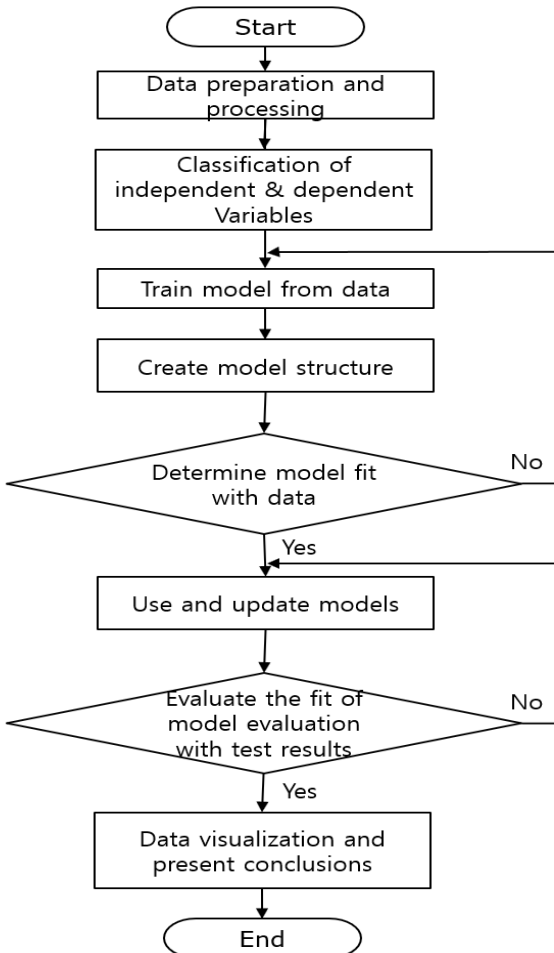 Start
Data preparation and
processing
Classification of
independent & dependent
Variables
Train model from data
Create model structure
Determine model fit
with data
No
Yes
Use and update models
Evaluate the fit of
model evaluation
with test results
No
Yes
Data visualization and
present conclusions
End